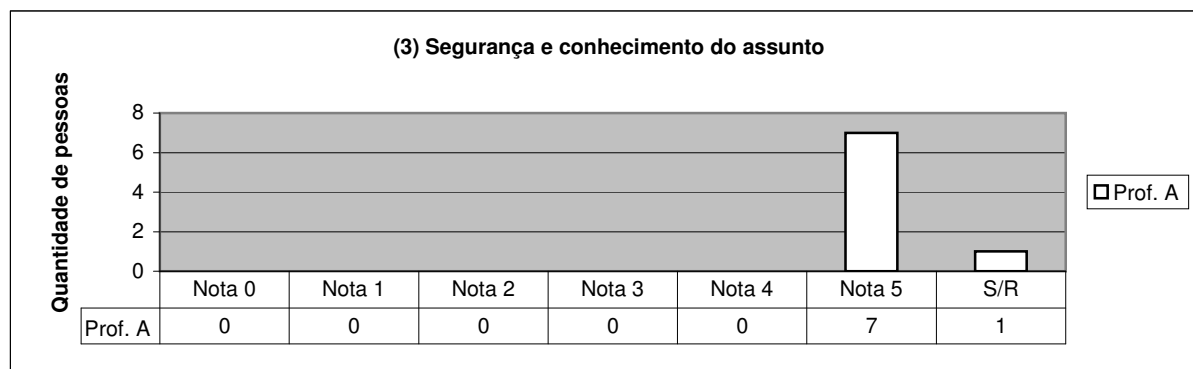 (3) Segurança e conhecimento do assunto
Quantidade de pessoas
8
6
4
2
0
Nota 0 Nota 1 Nota 2 Nota 3 Nota 4 Nota 5 S/R
Prof. A 0 0 0 0 0 7 1
Prof. A